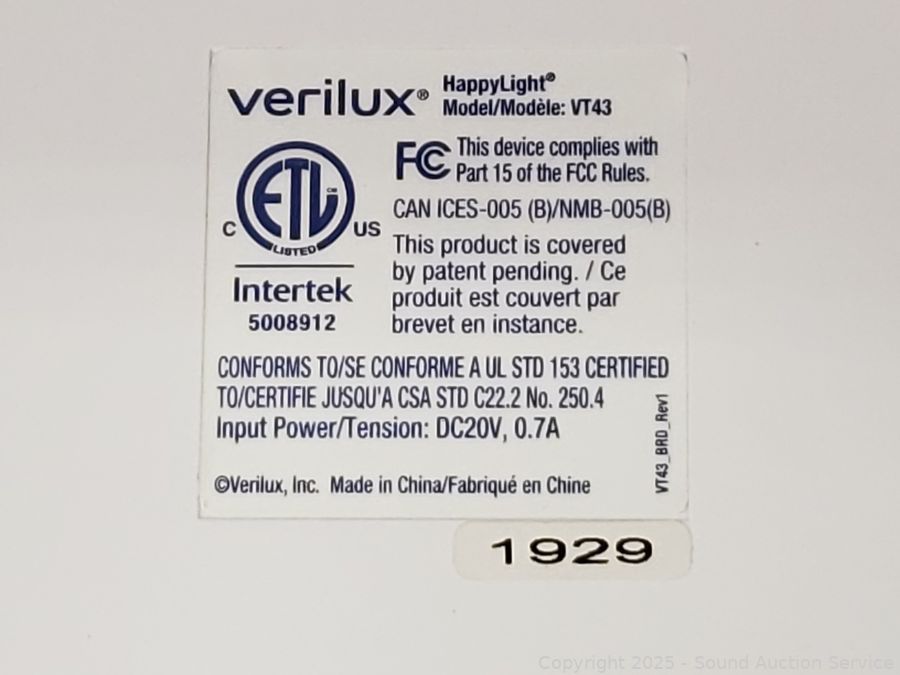 verilux®
HappyLight®
Model/Modèle: VT43
ETL CM
LISTED
C US
Intertek
5008912
FC This device complies with
Part 15 of the FCC Rules.
CAN ICES-005 (B)/NMB-005(B)
This product is covered
by patent pending. / Ce
produit est couvert par
brevet en instance.
CONFORMS TO/SE CONFORME A UL STD 153 CERTIFIED
TO/CERTIFIE JUSQU'A CSA STD C22.2 No. 250.4
Input Power/Tension: DC20V, 0.7A
©Verilux, Inc. Made in China/Fabriqué en Chine
VT43_BRD_Rev1
1929
Copyright 2025 - Sound Auction Service